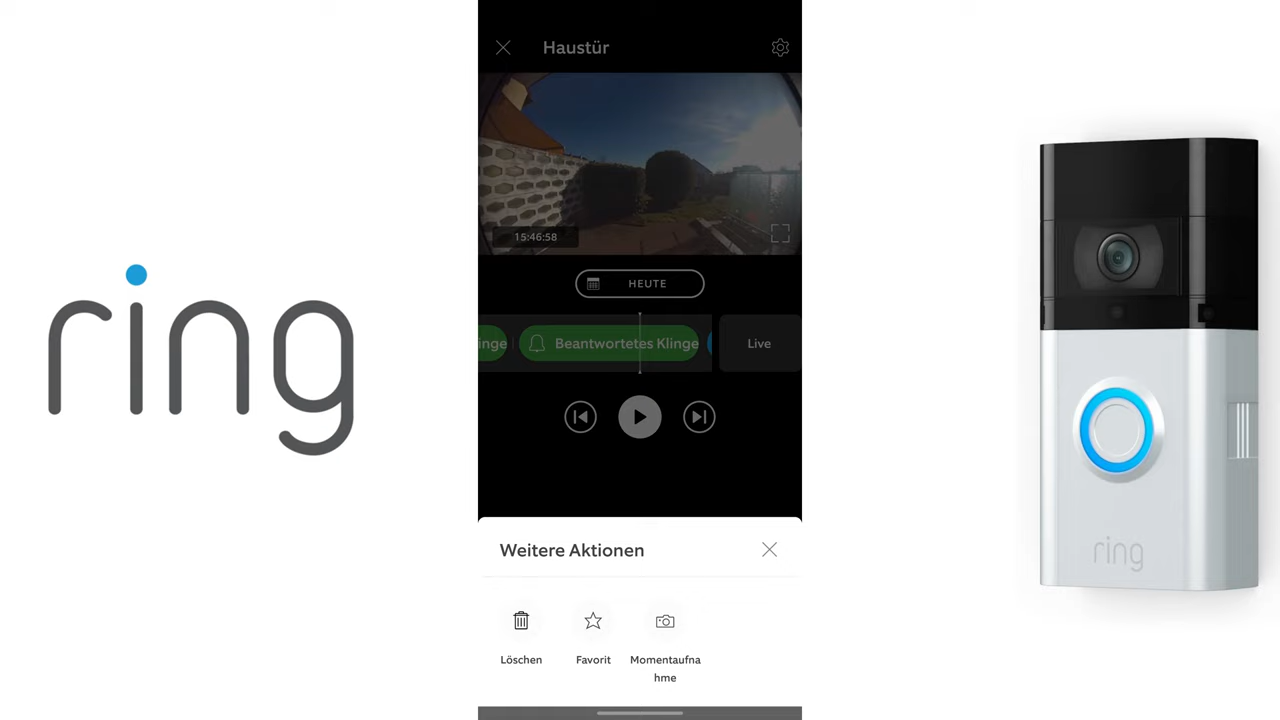 ring
Haustür
15:46:58
HEUTE
inge
Beantwortetes Klinge
Live
Weitere Aktionen
Löschen
Favorit
Momentaufna
hme
ring